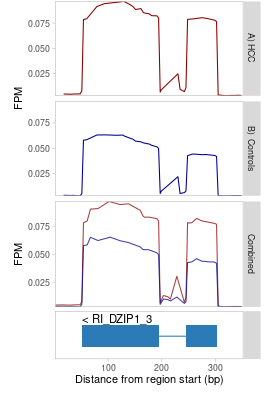 0.075
0.050
0.025
A) HCC
FPM
0.075
0.050
0.025
B) Controls
0.075
0.050
0.025
Combined
FPM
< RI_DZIP1_3
100 200 300
Distance from region start (bp)